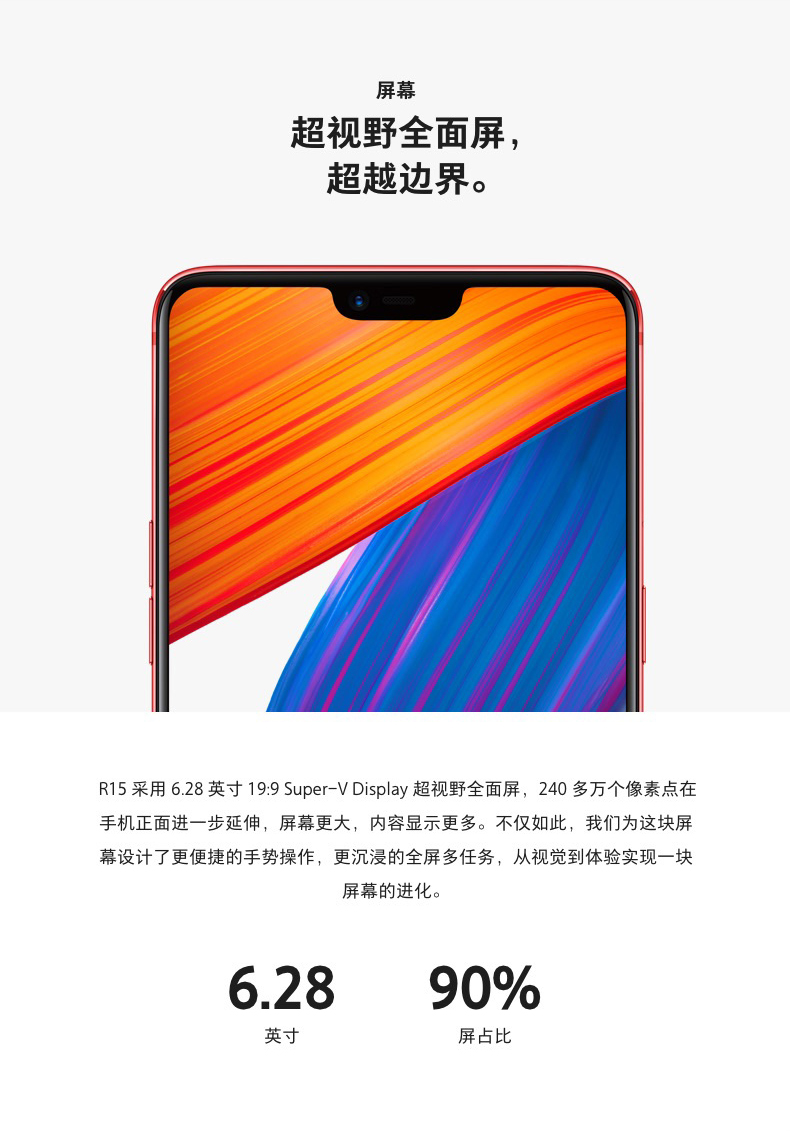 屏幕
超视野全面屏，
超越边界。
R15 采用 6.28 英寸 19:9 Super-V Display 超视野全面屏，240 多万个像素点在
手机正面进一步延伸，屏幕更大，内容显示更多。不仅如此，我们为这块屏
幕设计了更便捷的手势操作，更沉浸的全屏多任务，从视觉到体验实现一块
屏幕的进化。
6.28 90%
英寸 屏占比